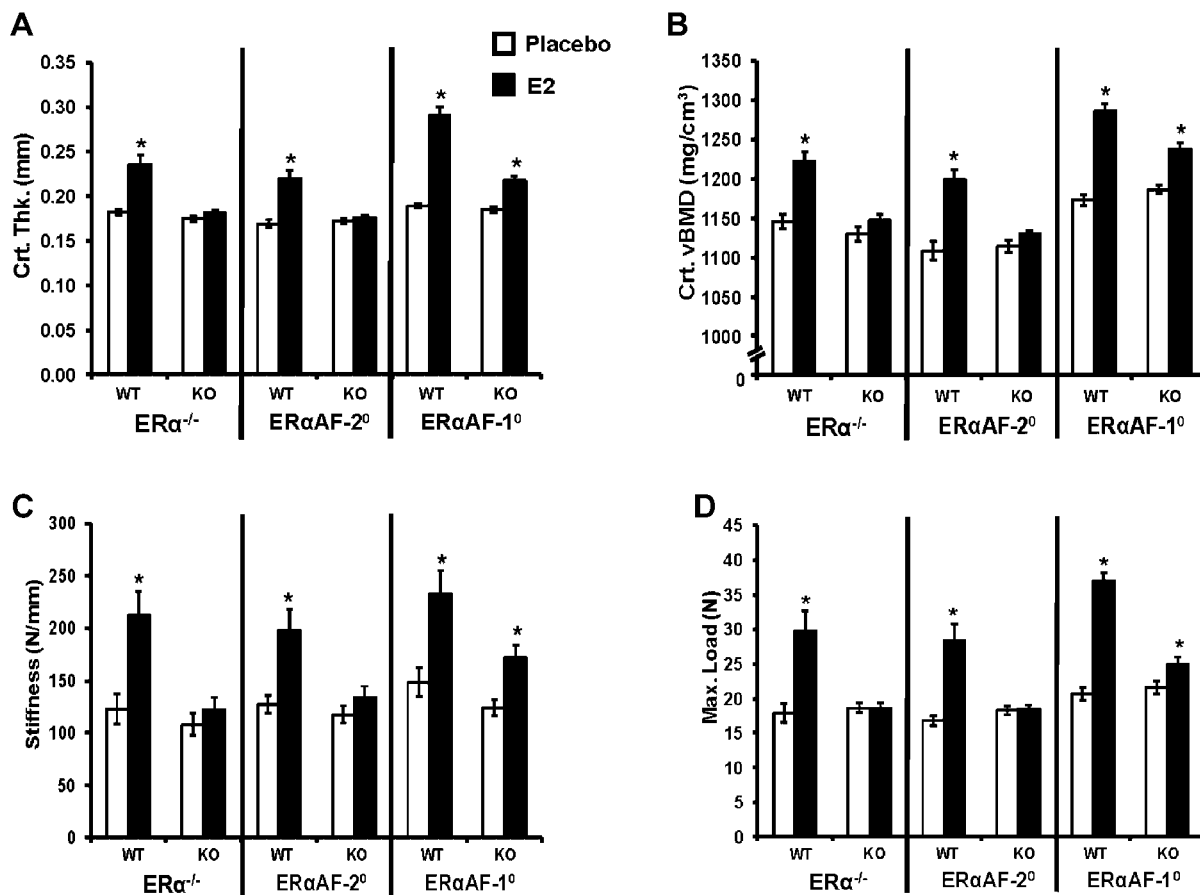 A
Placebo
E2
Crt. Thk. (mm)
0.35
0.30
0.25
0.20
0.15
0.10
0.05
0.00
* * * *
WT KO WT KO WT KO
ERα-/- ERαAF-2⁰ ERαAF-1⁰
B
Crt. vBMD (mg/cm³)
1350
1300
1250
1200
1150
1100
1050
1000
0
* * * *
WT KO WT KO WT KO
ERα-/- ERαAF-2⁰ ERαAF-1⁰
C
Stiffness (N/mm)
300
250
200
150
100
50
0
* * * *
WT KO WT KO WT KO
ERα-/- ERαAF-2⁰ ERαAF-1⁰
D
Max. Load (N)
45
40
35
30
25
20
15
10
5
0
* * * *
WT KO WT KO WT KO
ERα-/- ERαAF-2⁰ ERαAF-1⁰